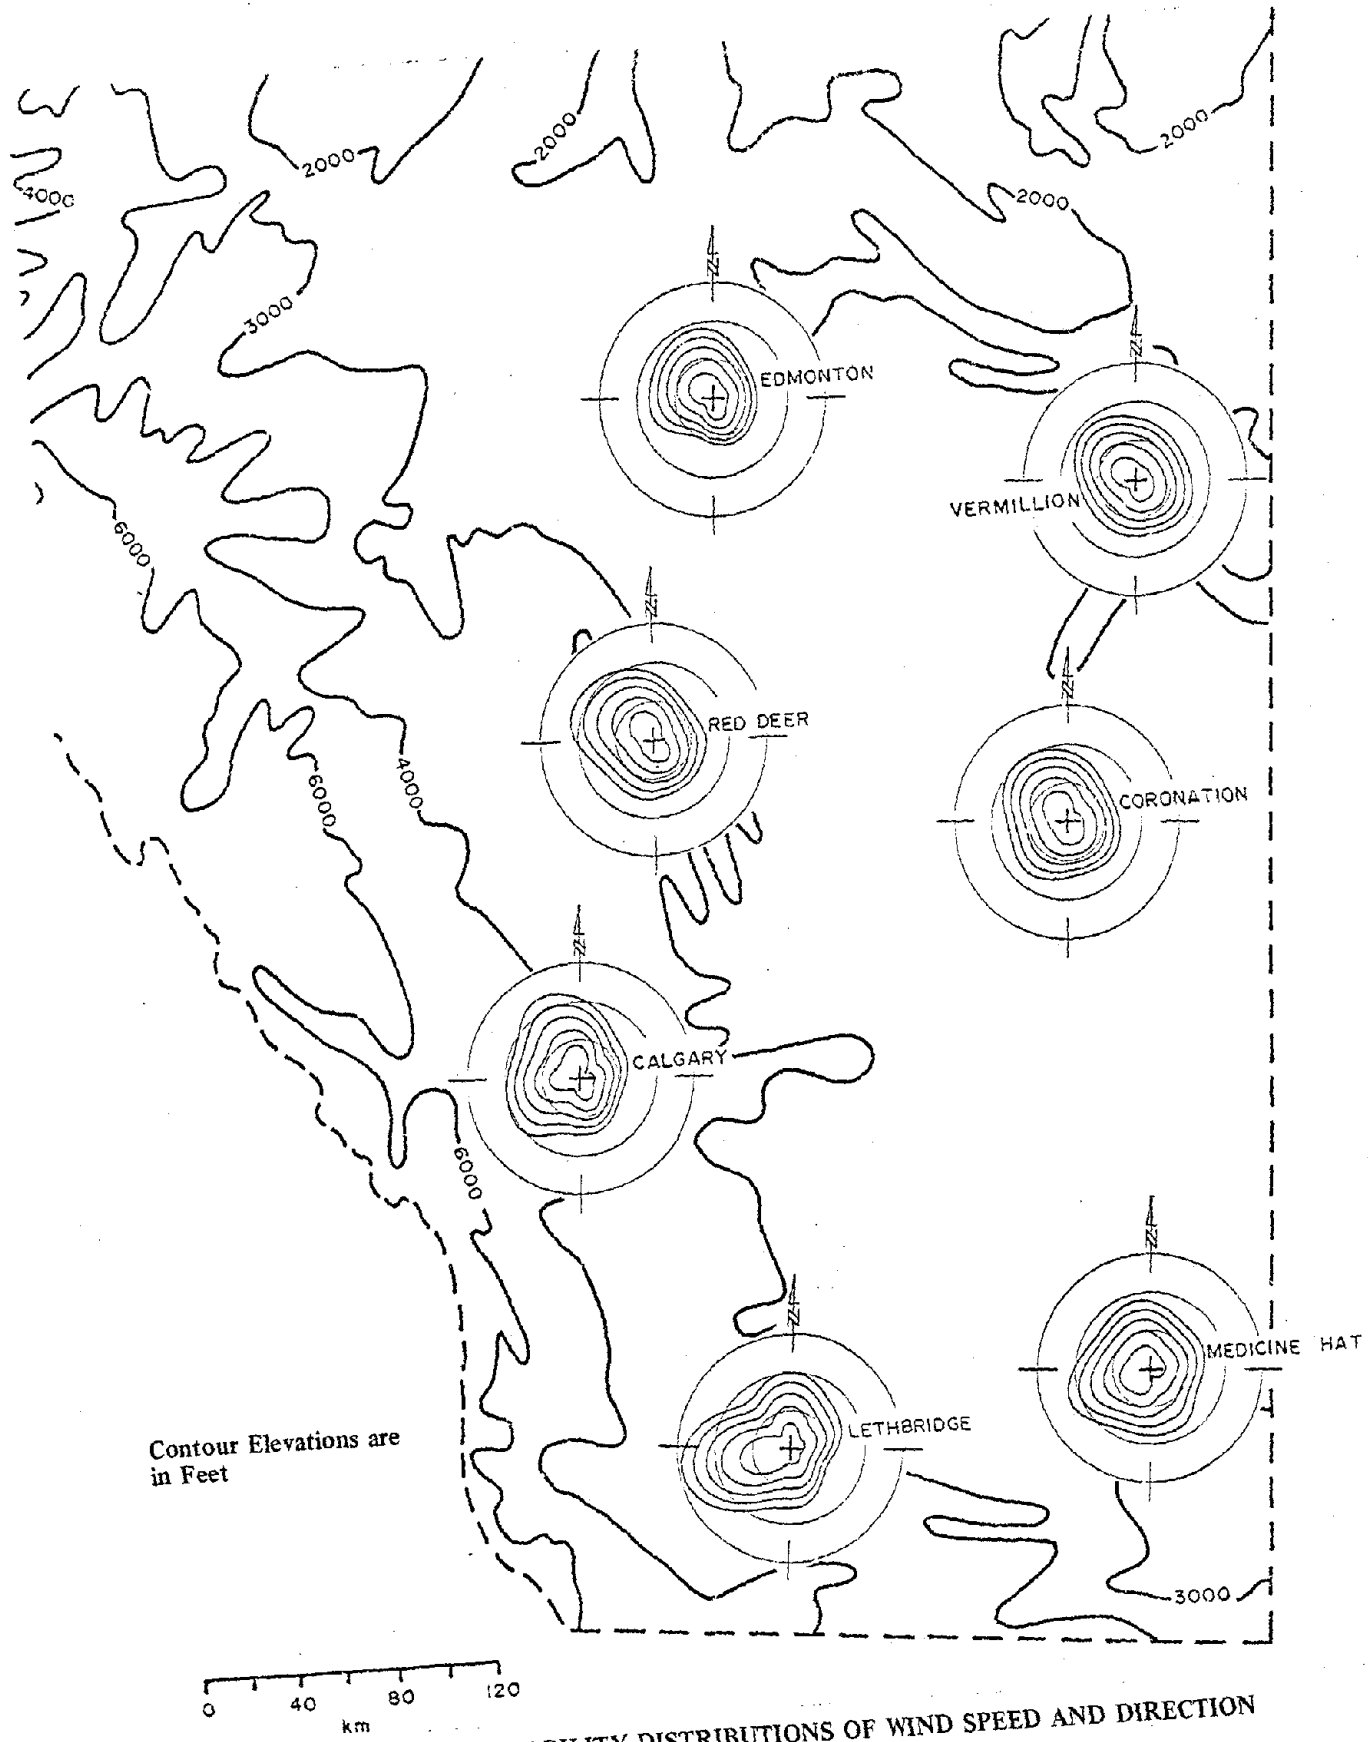 2000
2000
2000
4000
2000
N
3000
EDMONTON
N
VERMILLION
6000
N
RED DEER
N
6000
4000
CORONATION
N
CALGARY
6000
N
N
MEDICINE HAT
LETHBRIDGE
Contour Elevations are
in Feet
3000
0 40 80 120
km
DISTRIBUTIONS OF WIND SPEED AND DIRECTION